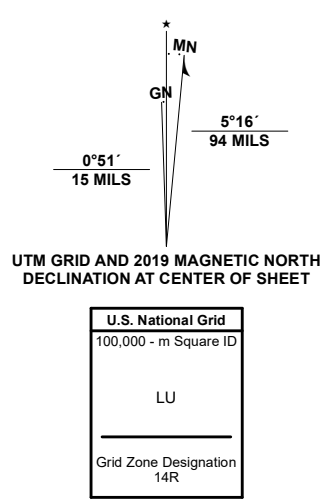 ★
MN
GN
5°16´
94 MILS
0°51´
15 MILS
UTM GRID AND 2019 MAGNETIC NORTH
DECLINATION AT CENTER OF SHEET
U.S. National Grid
100,000 - m Square ID
LU
Grid Zone Designation
14R